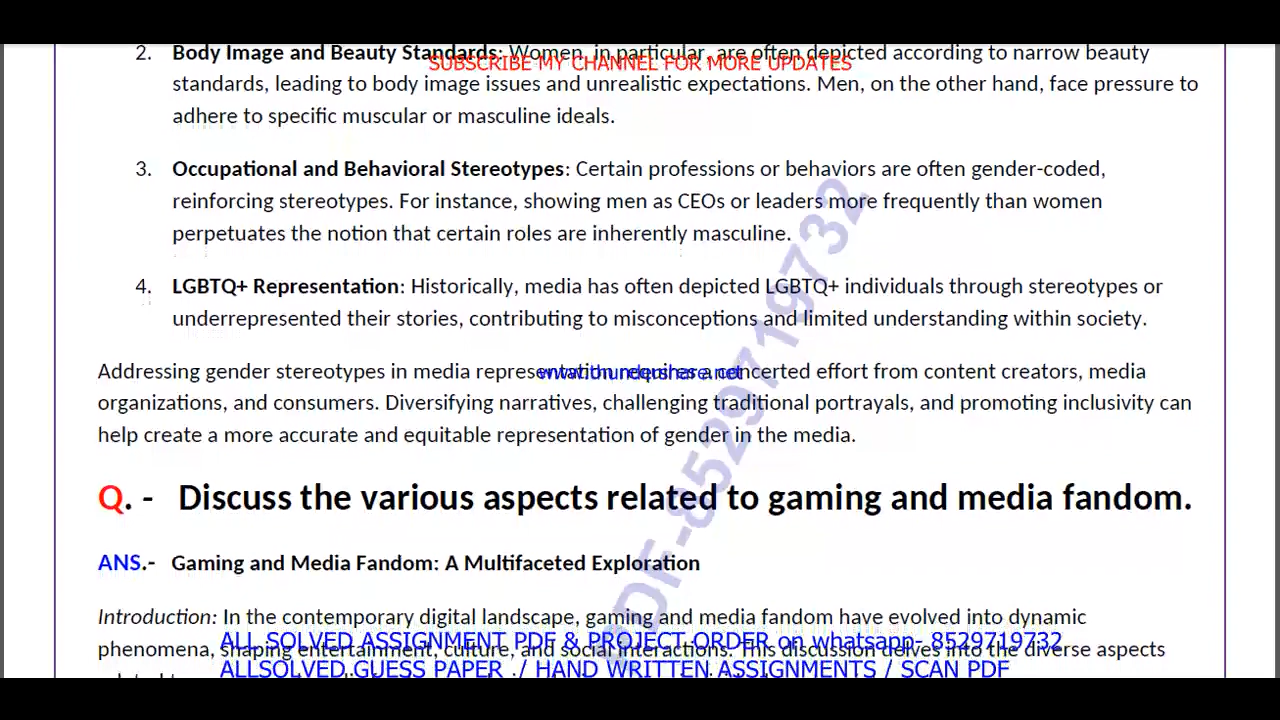 2. Body Image and Beauty Standards: Women, in particular, are often depicted according to narrow beauty
SUBSCRIBE MY CHANNEL FOR MORE UPDATES
standards, leading to body image issues and unrealistic expectations. Men, on the other hand, face pressure to
adhere to specific muscular or masculine ideals.
3. Occupational and Behavioral Stereotypes: Certain professions or behaviors are often gender-coded,
reinforcing stereotypes. For instance, showing men as CEOs or leaders more frequently than women
perpetuates the notion that certain roles are inherently masculine.
4. LGBTQ+ Representation: Historically, media has often depicted LGBTQ+ individuals through stereotypes or
underrepresented their stories, contributing to misconceptions and limited understanding within society.
Addressing gender stereotypes in media representation requires a concerted effort from content creators, media
organizations, and consumers. Diversifying narratives, challenging traditional portrayals, and promoting inclusivity can
help create a more accurate and equitable representation of gender in the media.
Q. - Discuss the various aspects related to gaming and media fandom.
ANS.- Gaming and Media Fandom: A Multifaceted Exploration
Introduction: In the contemporary digital landscape, gaming and media fandom have evolved into dynamic
ALL SOLVED ASSIGNMENT PDF & PROJECT ORDER on whatsapp- 8529719732
phenomena, shaping entertainment, culture, and social interactions. This discussion delves into the diverse aspects
ALLSOLVED GUESS PAPER / HAND WRITTEN ASSIGNMENTS / SCAN PDF
PDF-8529719732